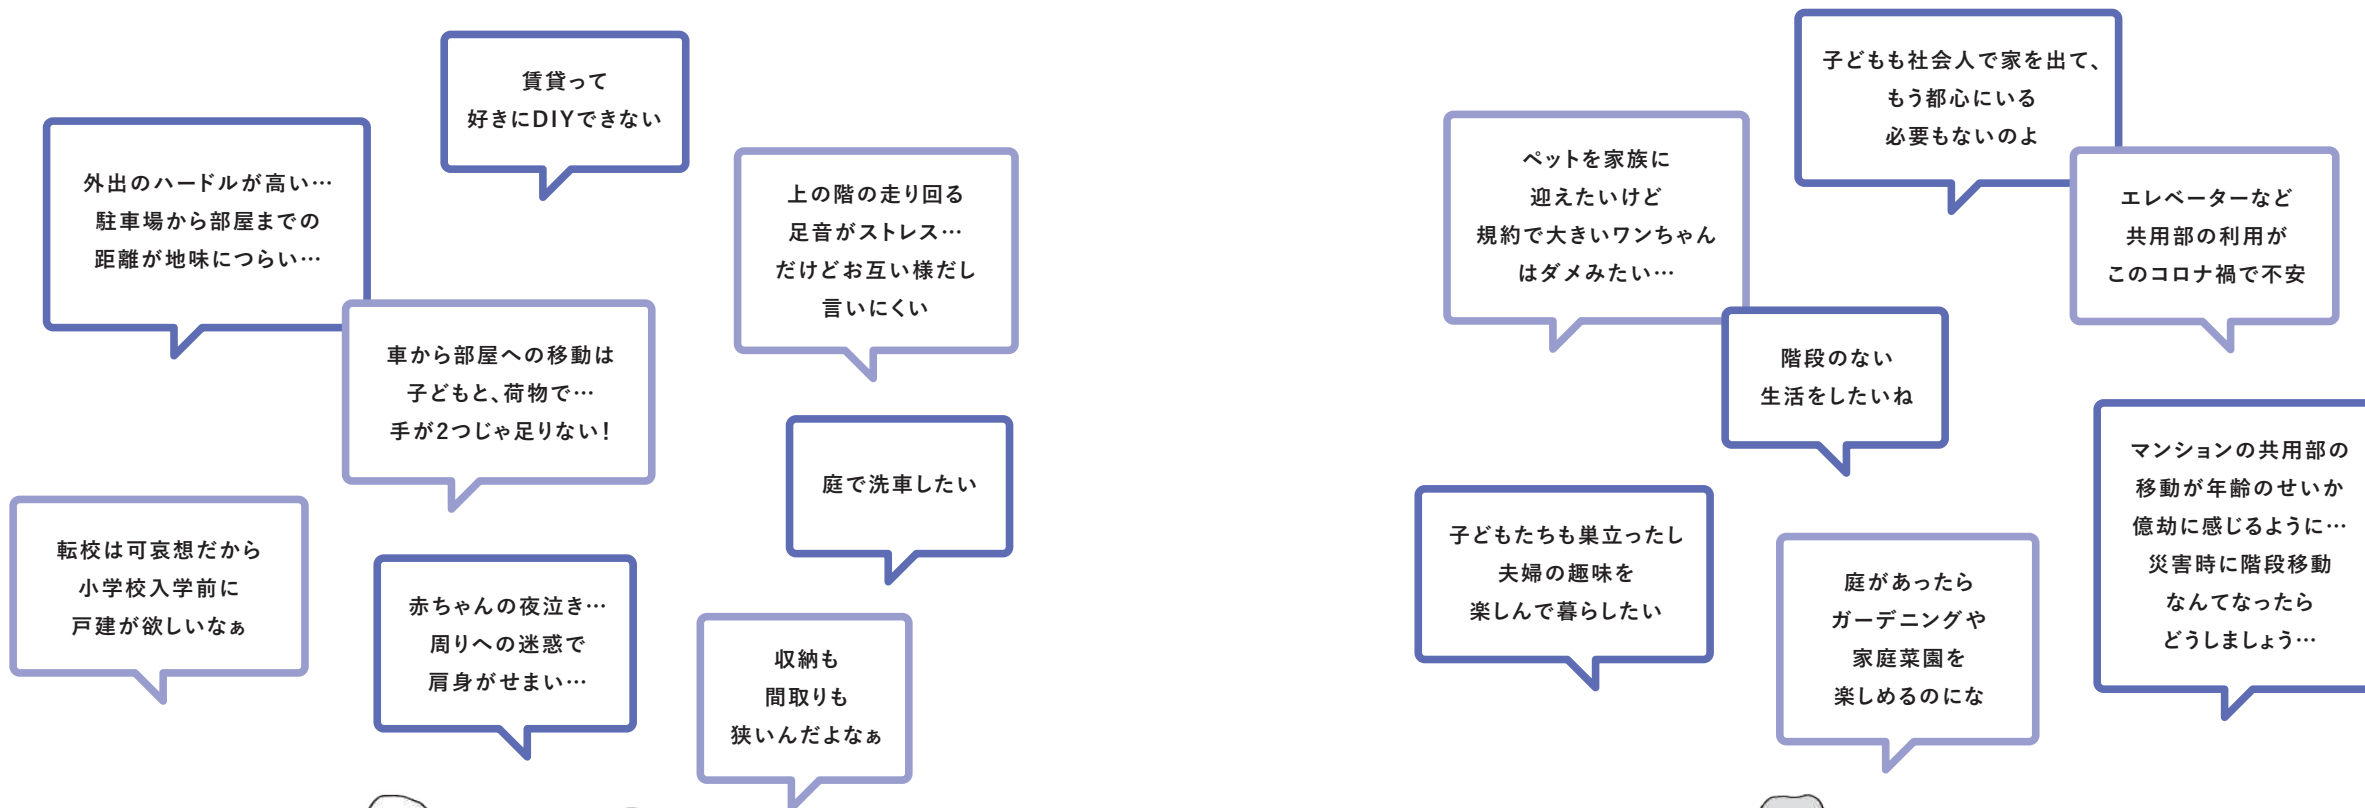 賃貸って
好きにDIYできない
外出のハードルが高い…
駐車場から部屋までの
距離が地味につらい…
上の階の走り回る
足音がストレス…
だけどお互い様だし
言いにくい
車から部屋への移動は
子どもと、荷物で…
手が2つじゃ足りない！
庭で洗車したい
転校は可哀想だから
小学校入学前に
戸建が欲しいなぁ
赤ちゃんの夜泣き…
周りへの迷惑で
肩身がせまい…
収納も
間取りも
狭いんだよなぁ
子どもも社会人で家を出て、
もう都心にいる
必要もないのよ
ペットを家族に
迎えたいけど
規約で大きいワンちゃん
はダメみたい…
エレベーターなど
共用部の利用が
このコロナ禍で不安
階段のない
生活をしたいね
マンションの共用部の
移動が年齢のせいか
億劫に感じるように…
災害時に階段移動
なんてなったら
どうしましょう…
子どもたちも巣立ったし
夫婦の趣味を
楽しんで暮らしたい
庭があったら
ガーデニングや
家庭菜園を
楽しめるのにな